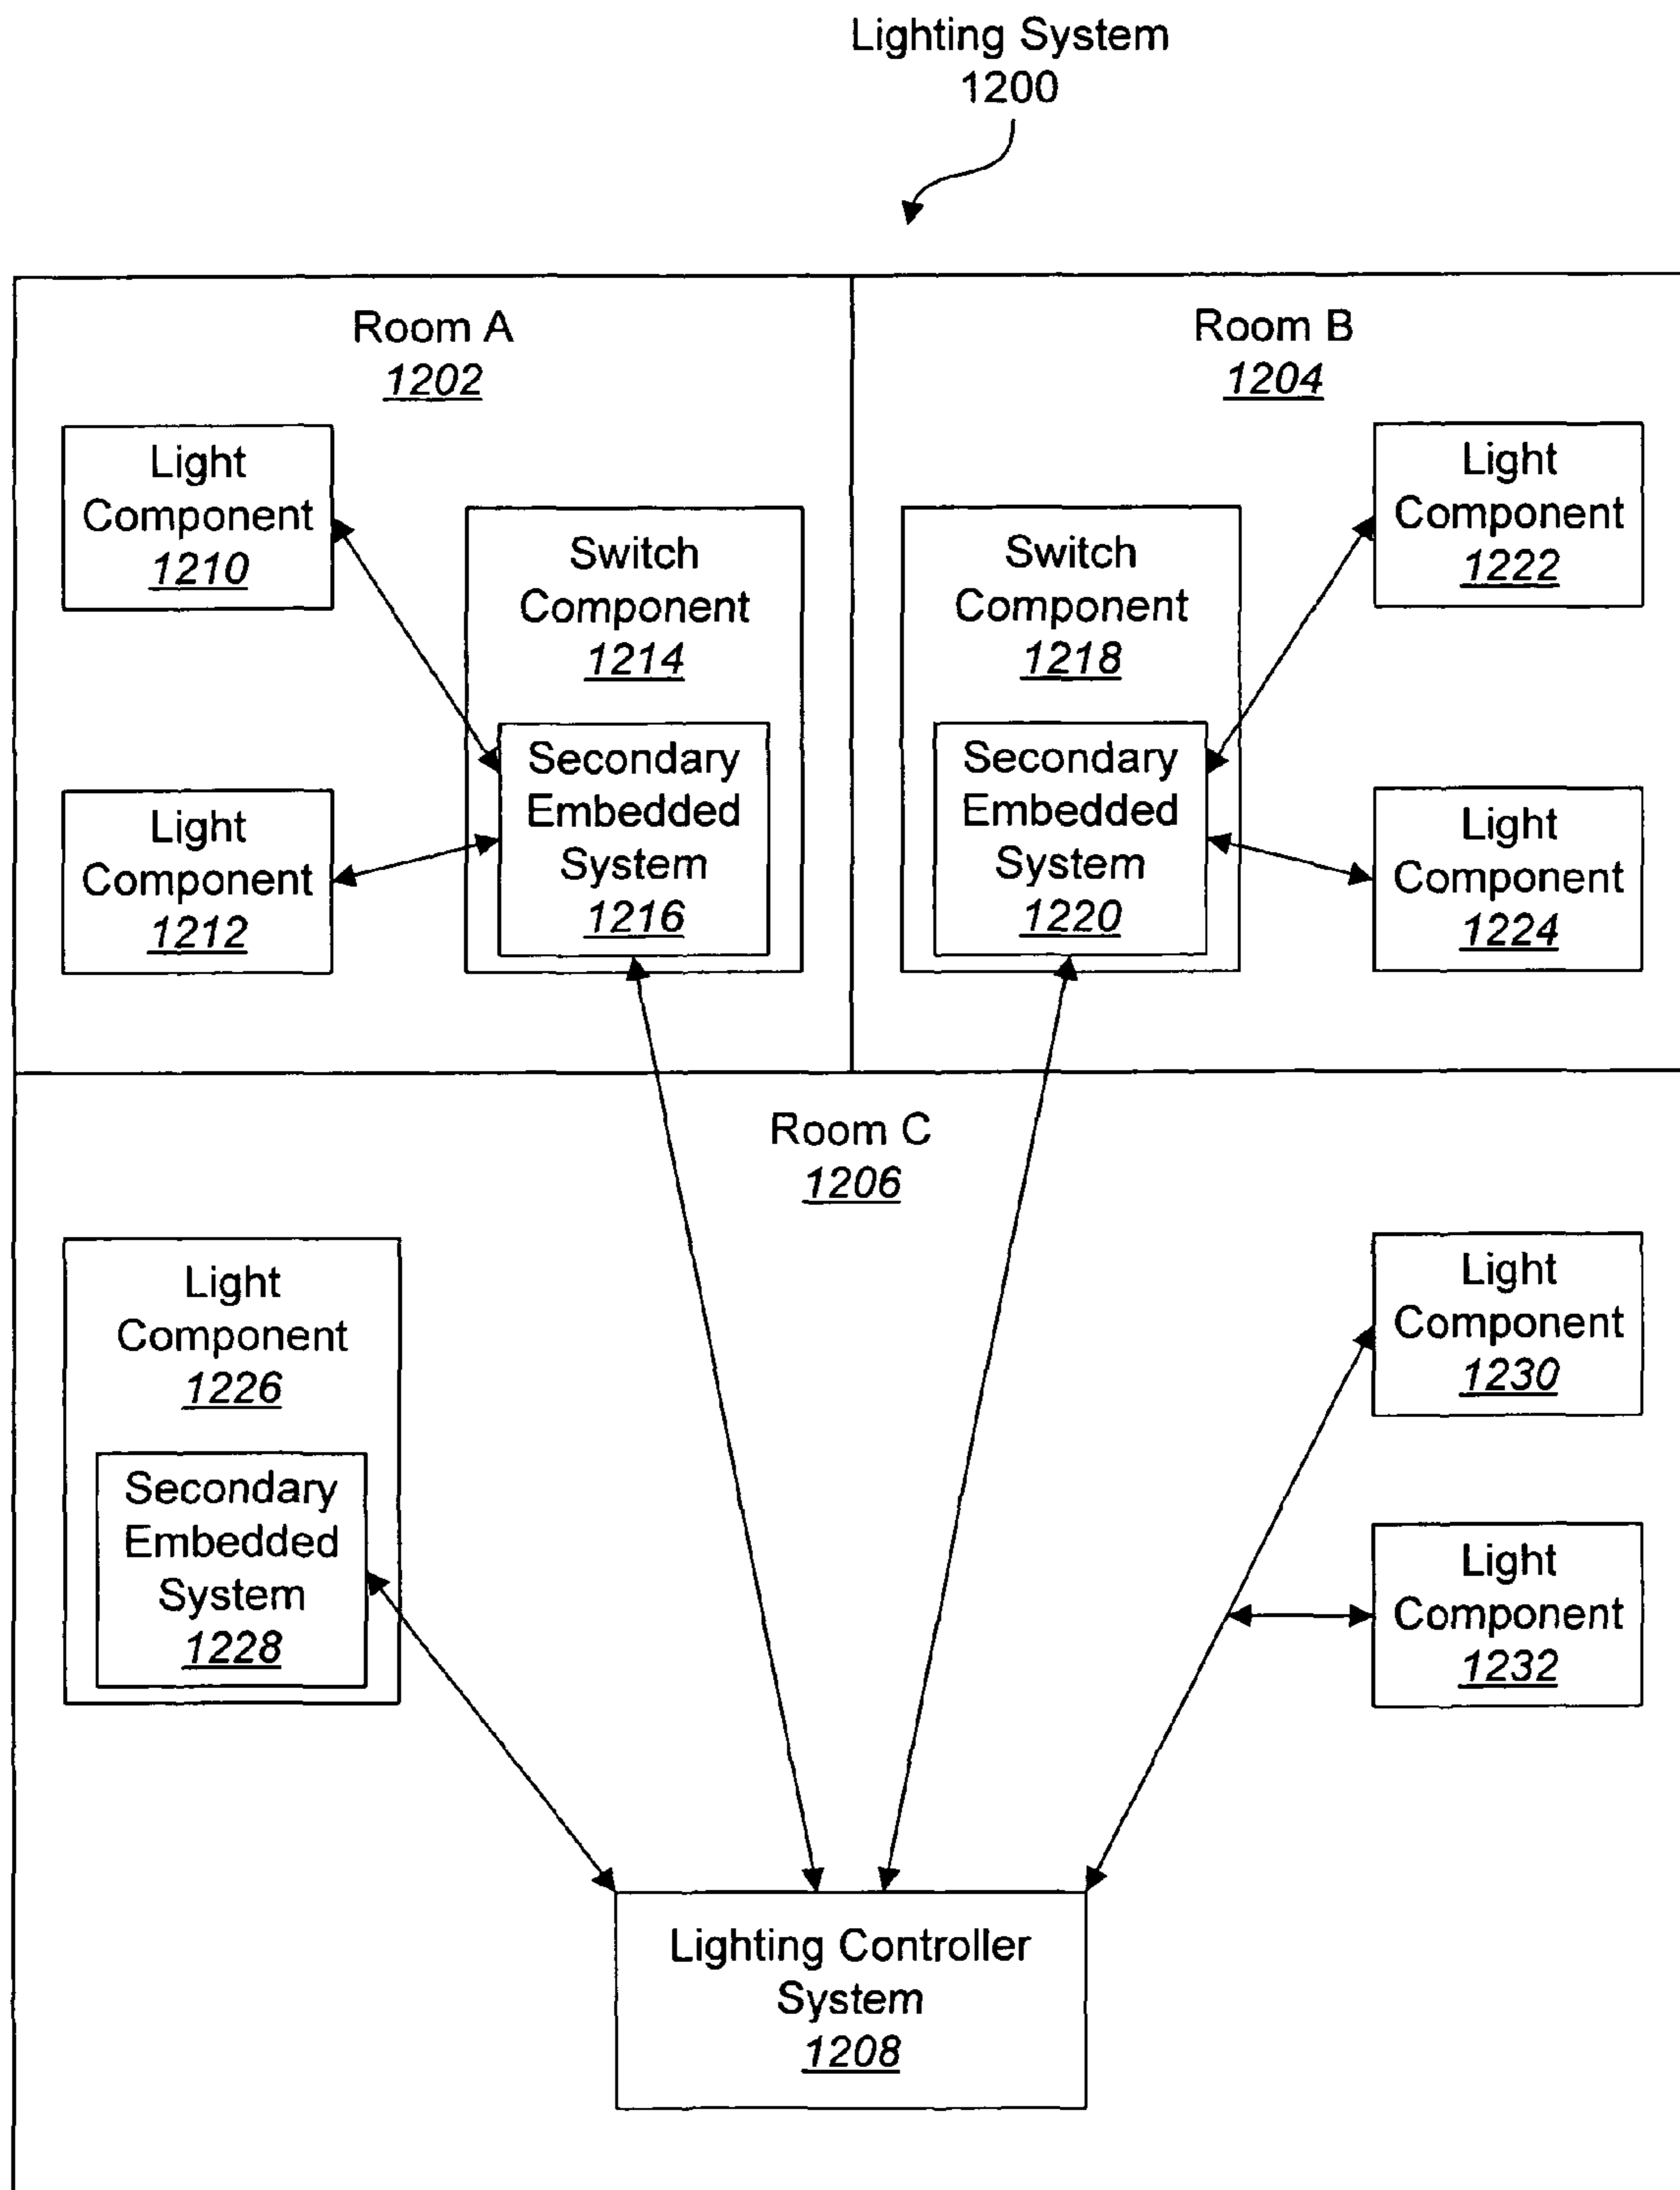 Lighting System
1200
Room A
1202
Room B
1204
Light
Component
1210
Switch
Component
1214
Secondary
Embedded
System
1216
Light
Component
1212
Switch
Component
1218
Secondary
Embedded
System
1220
Light
Component
1222
Light
Component
1224
Room C
1206
Light
Component
1226
Secondary
Embedded
System
1228
Light
Component
1230
Light
Component
1232
Lighting Controller
System
1208